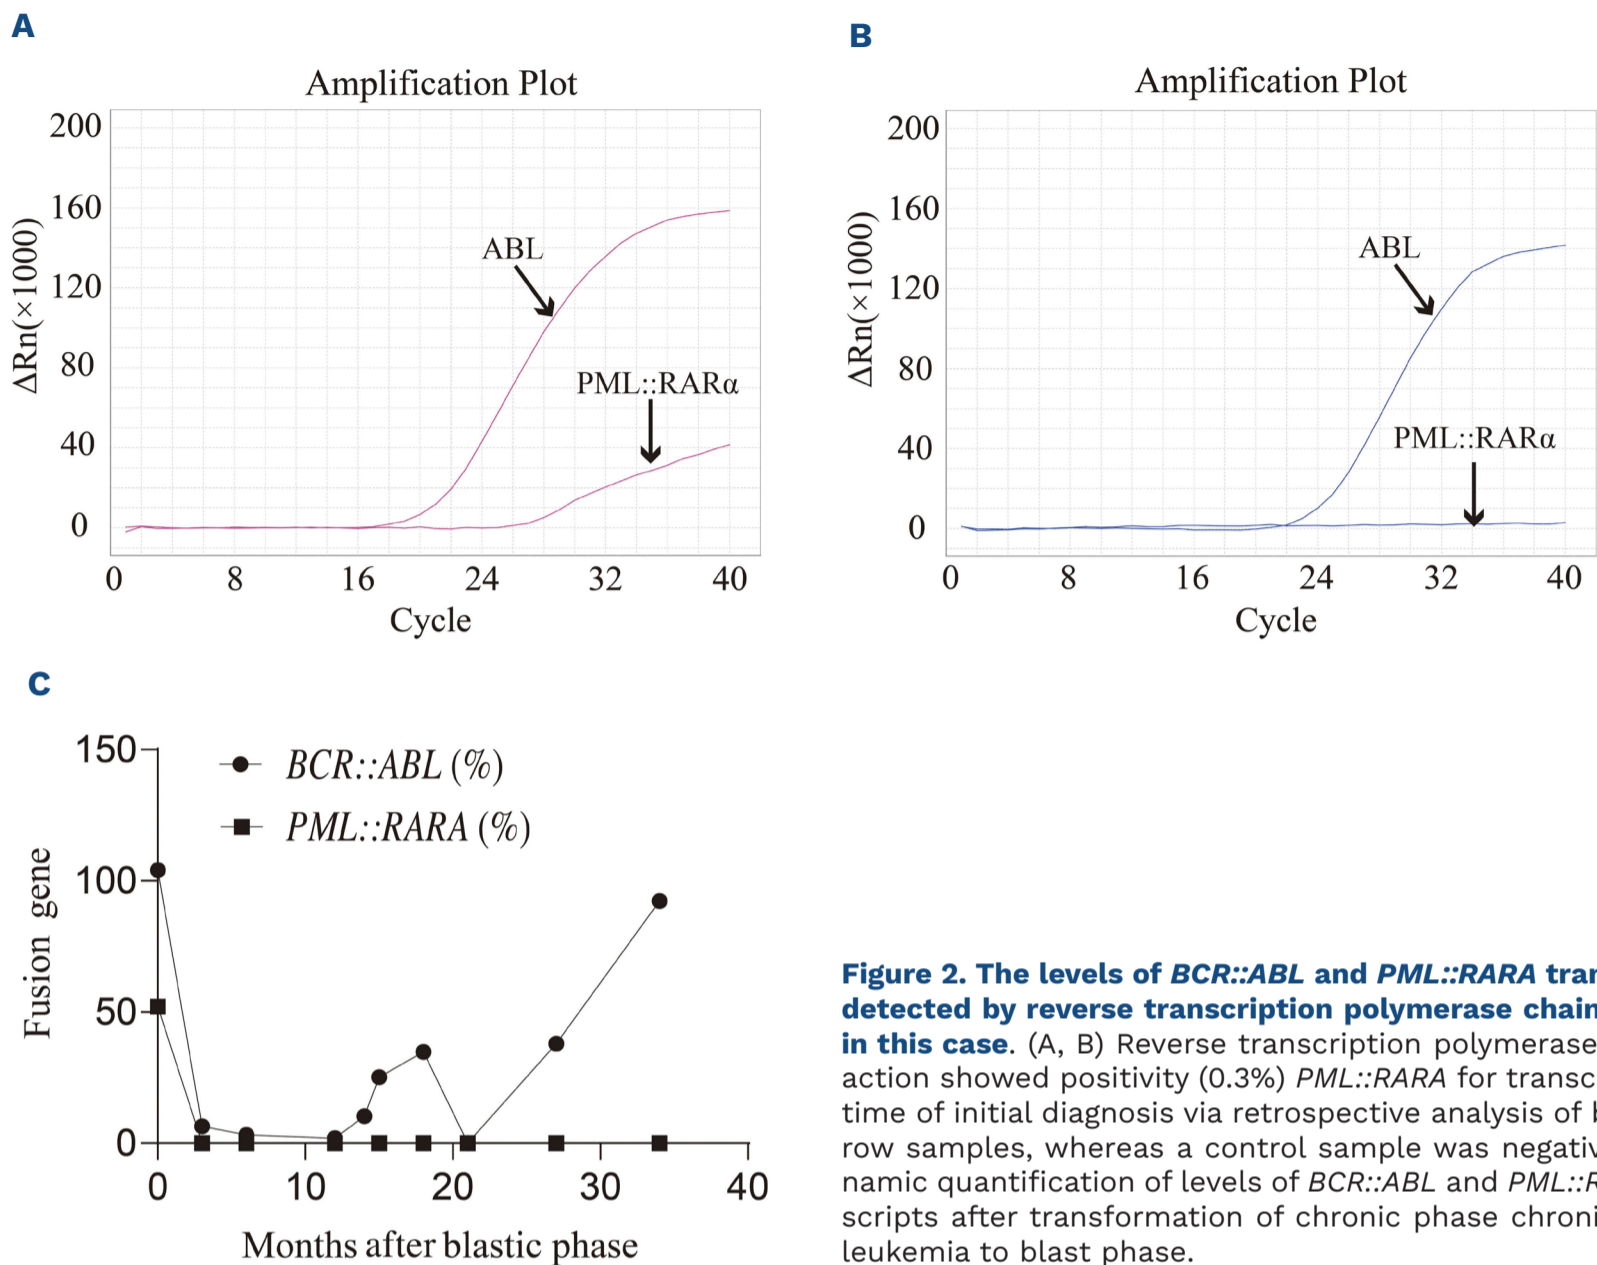 A
Amplification Plot
200
160
120
80
40
0
ΔRn(×1000)
ABL
PML::RARα
0 8 16 24 32 40
Cycle
B
Amplification Plot
200
160
120
80
40
0
ΔRn(×1000)
ABL
PML::RARα
0 8 16 24 32 40
Cycle
C
150
100
50
0
Fusion gene
BCR::ABL (%)
PML::RARA (%)
0 10 20 30 40
Months after blastic phase
Figure 2. The levels of BCR::ABL and PML::RARA
detected by reverse transcription polymerase chain
in this case. (A, B) Reverse transcription polymerase
action showed positivity (0.3%) PML::RARA for
time of initial diagnosis via retrospective analysis of
row samples, whereas a control sample was
namic quantification of levels of BCR::ABL and
scripts after transformation of chronic phase
leukemia to blast phase.